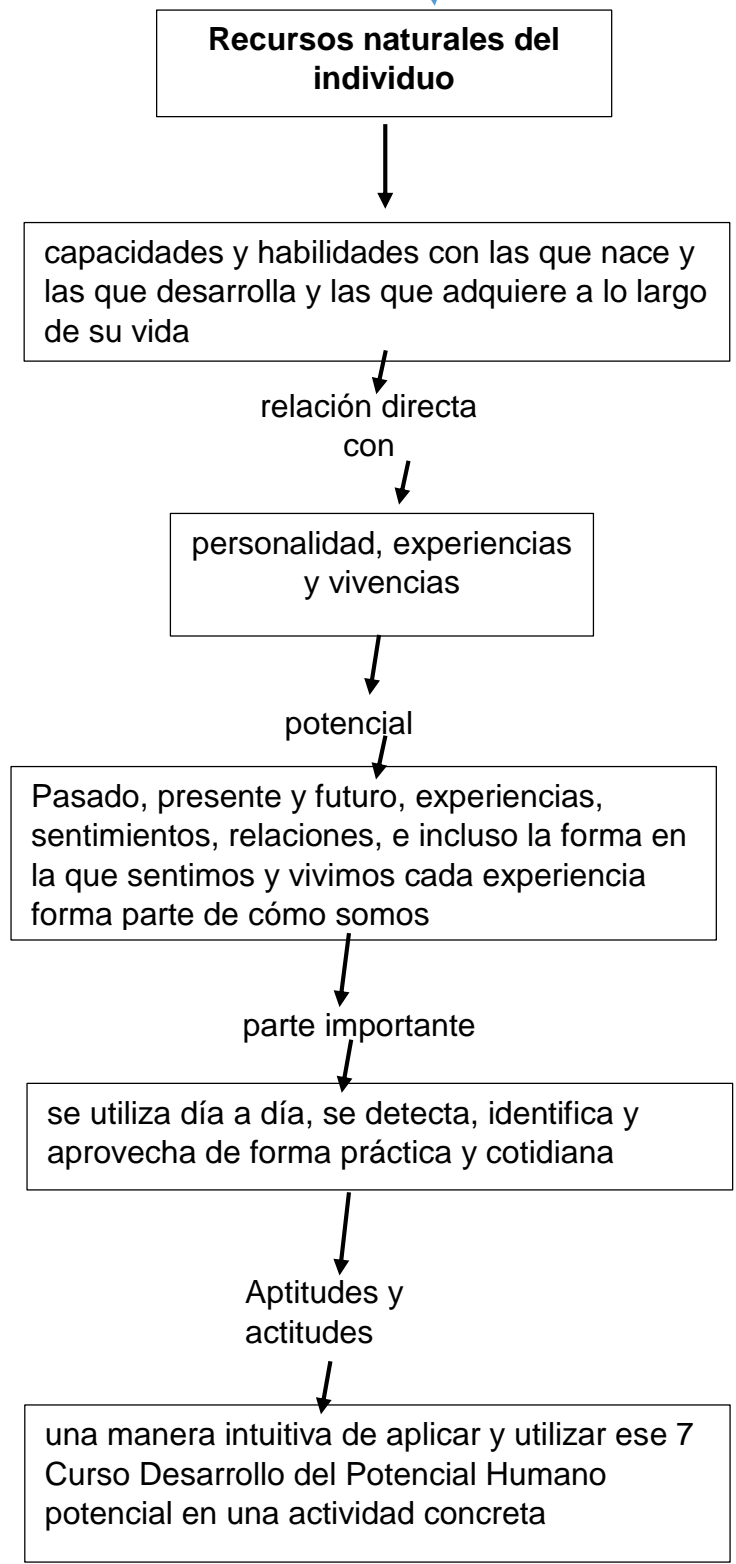 Recursos naturales del
individuo
capacidades y habilidades con las que nace y
las que desarrolla y las que adquiere a lo largo
de su vida
relación directa
con
personalidad, experiencias
y vivencias
potencial
Pasado, presente y futuro, experiencias,
sentimientos, relaciones, e incluso la forma en
la que sentimos y vivimos cada experiencia
forma parte de cómo somos
parte importante
se utiliza día a día, se detecta, identifica y
aprovecha de forma práctica y cotidiana
Aptitudes y
actitudes
una manera intuitiva de aplicar y utilizar ese 7
Curso Desarrollo del Potencial Humano
potencial en una actividad concreta